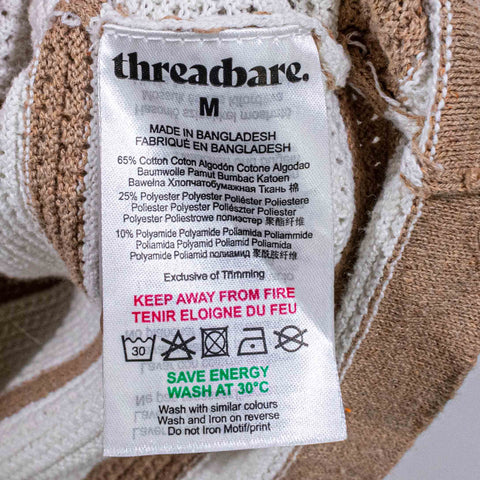 threadbare.
M
MADE IN BANGLADESH
FABRIQUÉ EN BANGLADESH
65% Cotton Coton Algodón Cotone Algodao
Baumwolle Pamut Bumbac Katoen
Bawełna Хлопчатобумажная Ткань 棉
25% Polyester Polyester Poliéster Poliestere
Poliester Polyester Poliészter Poliester
Polyester Poliestrowe полиэстер 聚酯纤维
10% Polyamide Polyamide Poliamida Poliammide
Poliamida Polyamid Poliamid Poliamidă
Polyamide Poliamid полиамид 聚酰胺纤维
Exclusive of Trimming
KEEP AWAY FROM FIRE
TENIR ELOIGNE DU FEU
30
SAVE ENERGY
WASH AT 30°C
Wash with similar colours
Wash and Iron on reverse
Do not Iron Motif/print